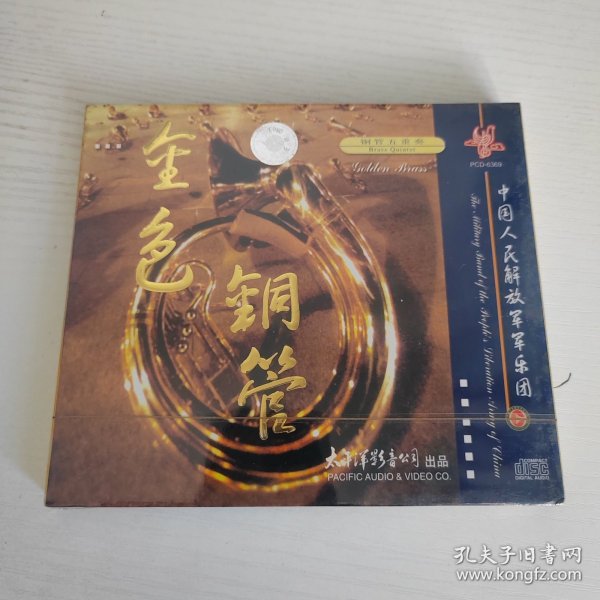 金色
銅管
铜管五重奏
Brass Quintet
Golden Brass
PCD-6369
中国人民解放军军乐团
The Military Band of the People's Liberation Army of China
太平洋影音公司 出品
PACIFIC AUDIO & VIDEO CO.
COMPACT
disc
DIGITAL AUDIO
孔夫子旧书网
www.kongfz.com